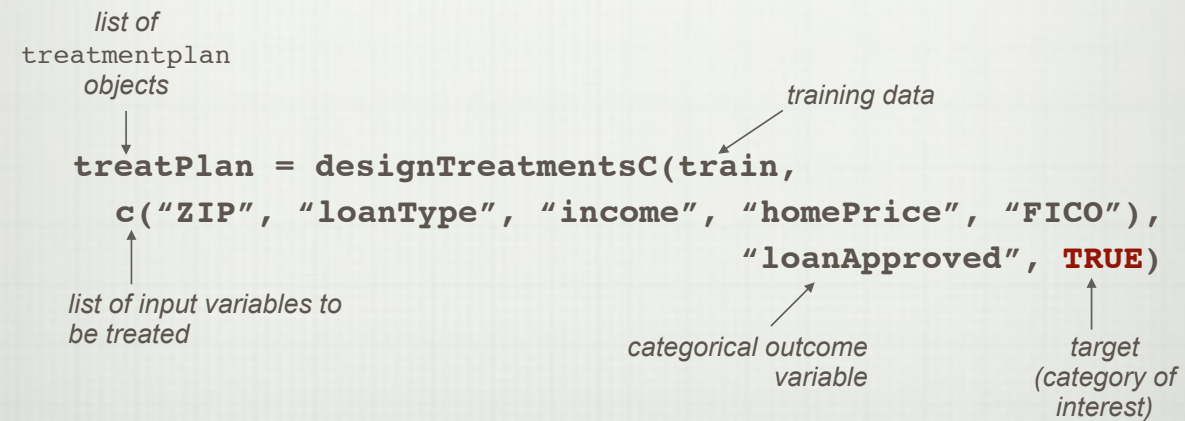 list of
treatmentplan
objects
training data
treatPlan = designTreatmentsC(train,
c(“ZIP”, “loanType”, “income”, “homePrice”, “FICO”),
“loanApproved”, TRUE)
list of input variables to
be treated
categorical outcome
variable
target
(category of
interest)